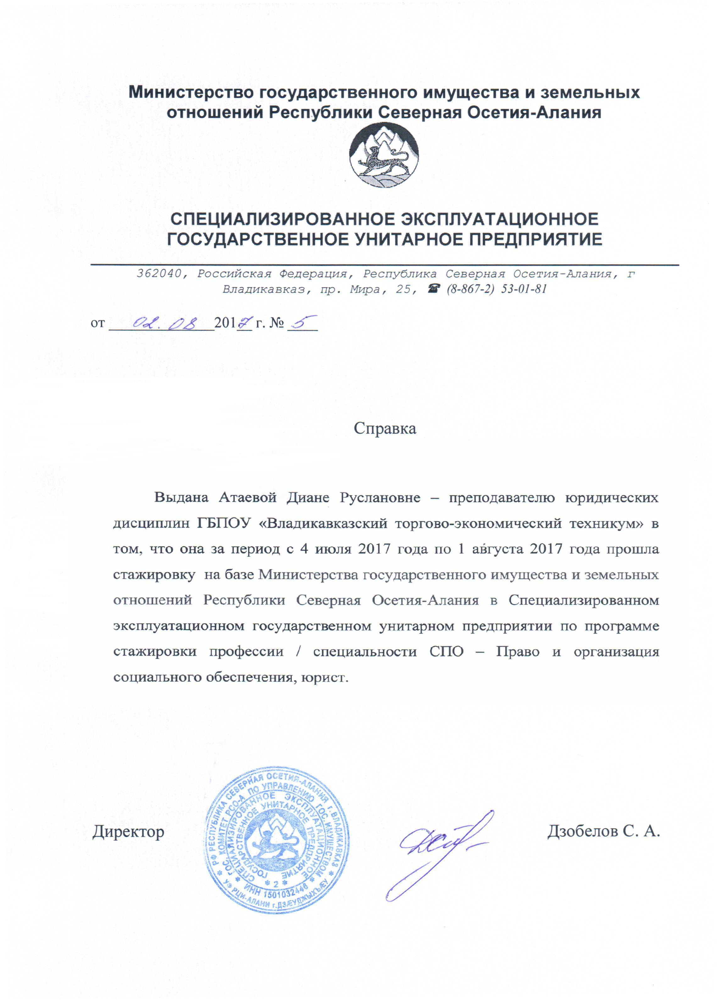 Министерство государственного имущества и земельных
отношений Республики Северная Осетия-Алания
СПЕЦИАЛИЗИРОВАННОЕ ЭКСПЛУАТАЦИОННОЕ
ГОСУДАРСТВЕННОЕ УНИТАРНОЕ ПРЕДПРИЯТИЕ
362040, Российская Федерация, Республика Северная Осетия-Алания, г
Владикавказ, пр. Мира, 25, ☎ (8-867-2) 53-01-81
от 02.08 2017 г. № 5
Справка
Выдана Атаевой Диане Руслановне – преподавателю юридических
дисциплин ГБПОУ «Владикавказский торгово-экономический техникум» в
том, что она за период с 4 июля 2017 года по 1 августа 2017 года прошла
стажировку на базе Министерства государственного имущества и земельных
отношений Республики Северная Осетия-Алания в Специализированном
эксплуатационном государственном унитарном предприятии по программе
стажировки профессии / специальности СПО – Право и организация
социального обеспечения, юрист.
Директор
Дзобелов С. А.
РФ РЕСПУБЛИКА СЕВЕРНАЯ ОСЕТИЯ-АЛАНИЯ г.ВЛАДИКАВКАЗ
УФ РЦИ-АЛАНИ г.ДЗÆУДЖЫХЪÆУ
ГОС. КОМИТЕТ РСО-А ПО УПРАВЛЕНИЮ ГОС. ИМУЩЕСТВОМ
ИНН 1501032446
СПЕЦИАЛИЗИРОВАННОЕ ЭКСПЛУАТАЦИОННОЕ
ГОСУДАРСТВЕННОЕ УНИТАРНОЕ ПРЕДПРИЯТИЕ
* 2 *